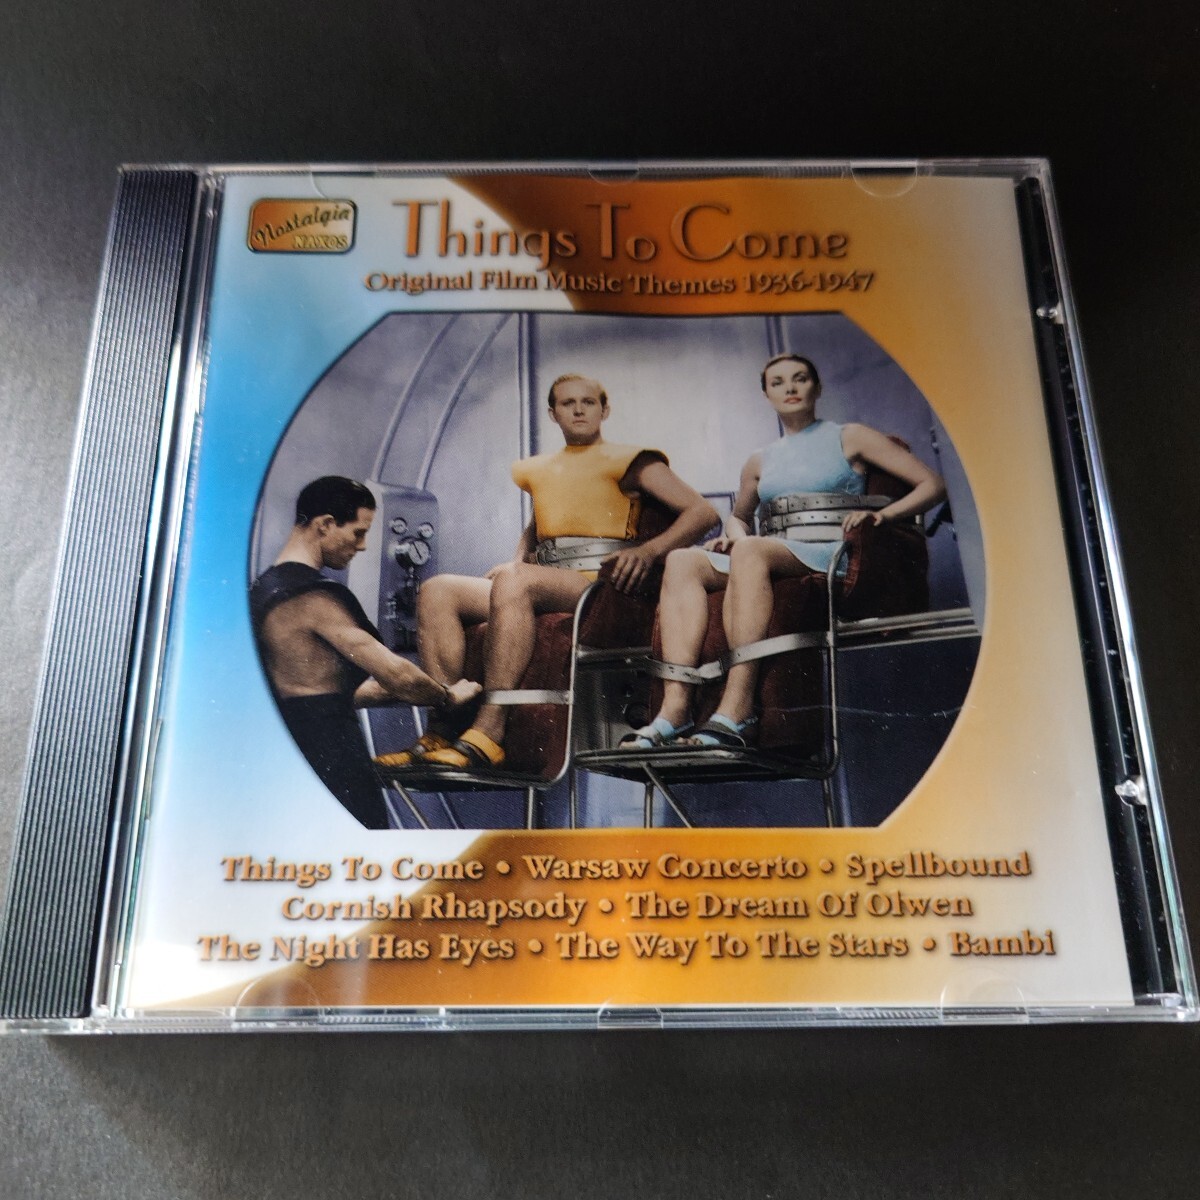 Nostalgia
NAXOS
Things To Come
Original Film Music Themes 1936-1947
Things To Come • Warsaw Concerto • Spellbound
Cornish Rhapsody • The Dream Of Olwen
The Night Has Eyes • The Way To The Stars • Bambi